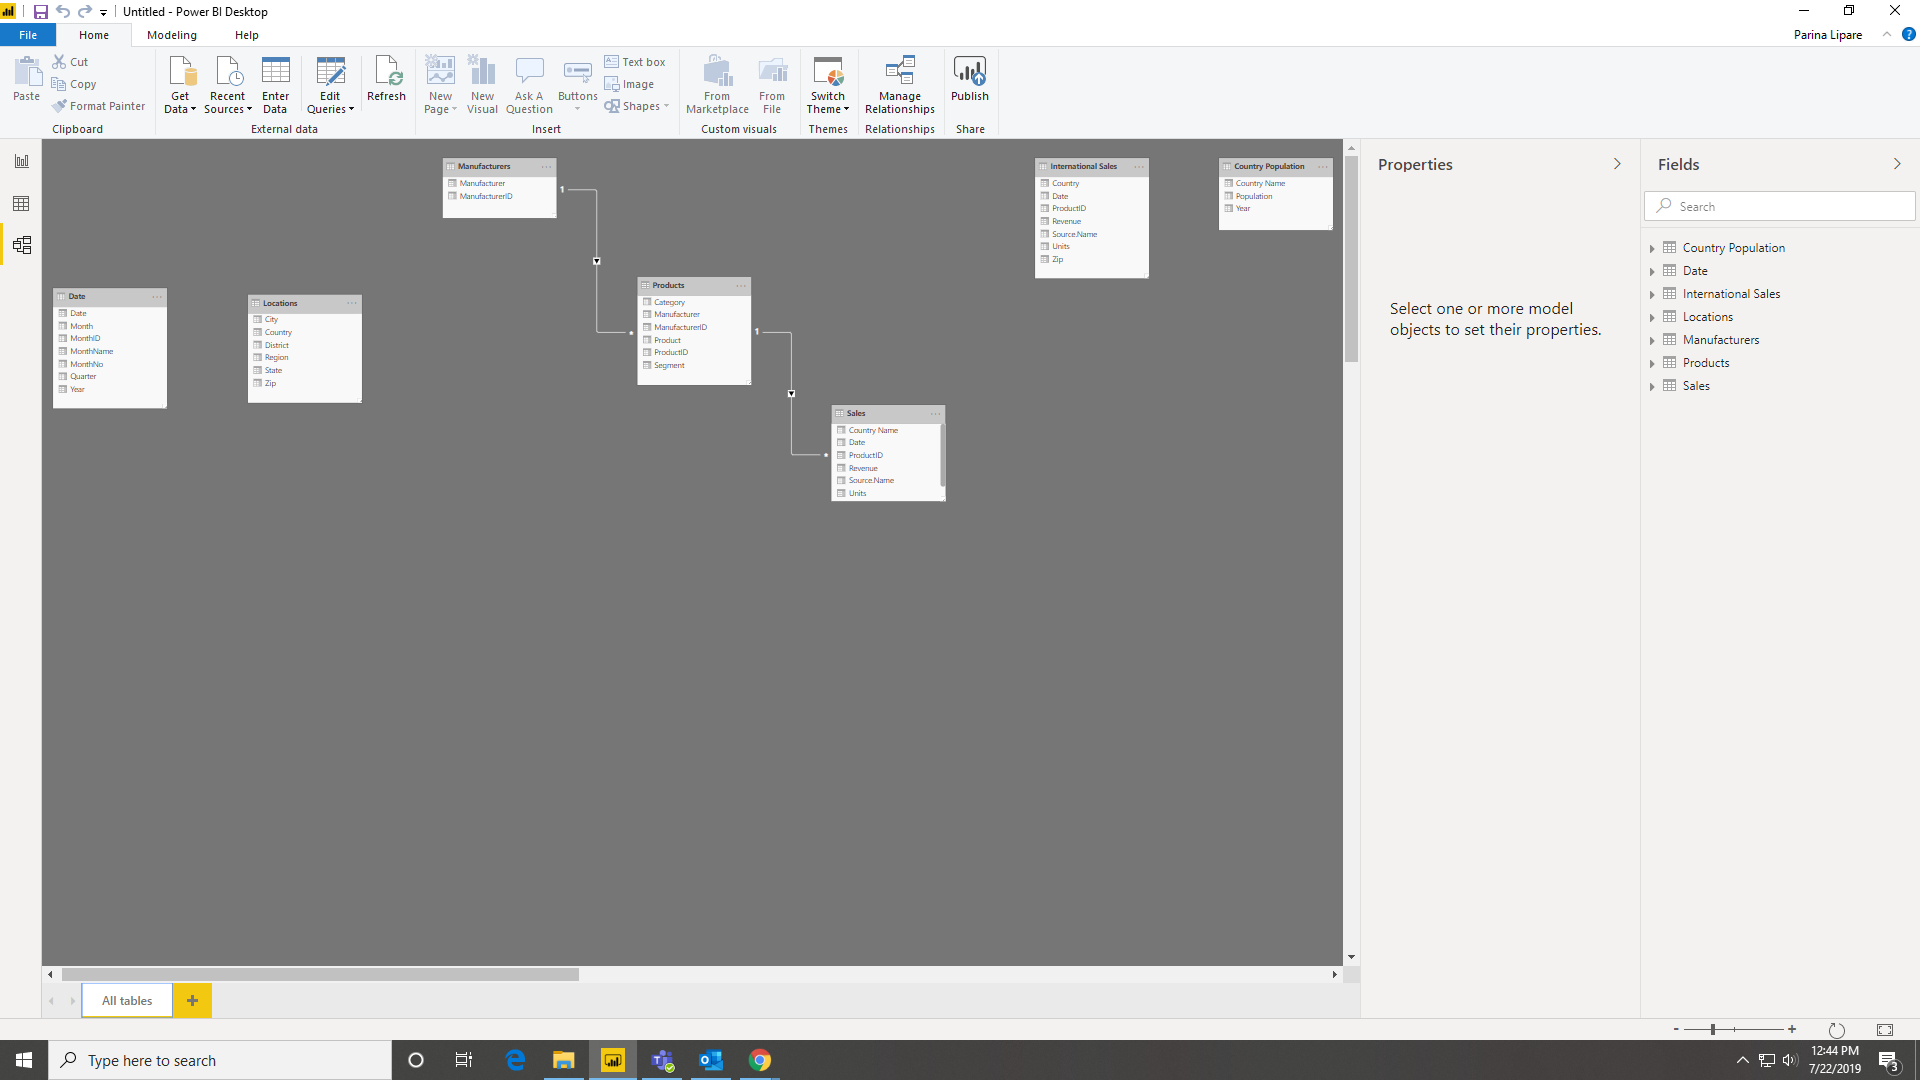 Untitled - Power BI Desktop
File
Home
Modeling
Help
Parina Lipare
Paste
Cut
Copy
Format Painter
Clipboard
Get Data
Recent Sources
Enter Data
Edit Queries
Refresh
External data
New Page
New Visual
Ask A Question
Buttons
Text box
Image
Shapes
Insert
From Marketplace
From File
Custom visuals
Switch Theme
Themes
Manage Relationships
Relationships
Publish
Share
Manufacturers
Manufacturer
ManufacturerID
1
International Sales
Country
Date
ProductID
Revenue
Source.Name
Units
Zip
Country Population
Country Name
Population
Year
Date
Date
Month
MonthID
MonthName
MonthNo
Quarter
Year
Locations
City
Country
District
Region
State
Zip
Products
Category
Manufacturer
ManufacturerID
Product
ProductID
Segment
*
1
Sales
Country Name
Date
ProductID
Revenue
Source.Name
Units
*
Properties
Select one or more model
objects to set their properties.
Fields
Search
Country Population
Date
International Sales
Locations
Manufacturers
Products
Sales
All tables
+
- +
Type here to search
12:44 PM
7/22/2019
3